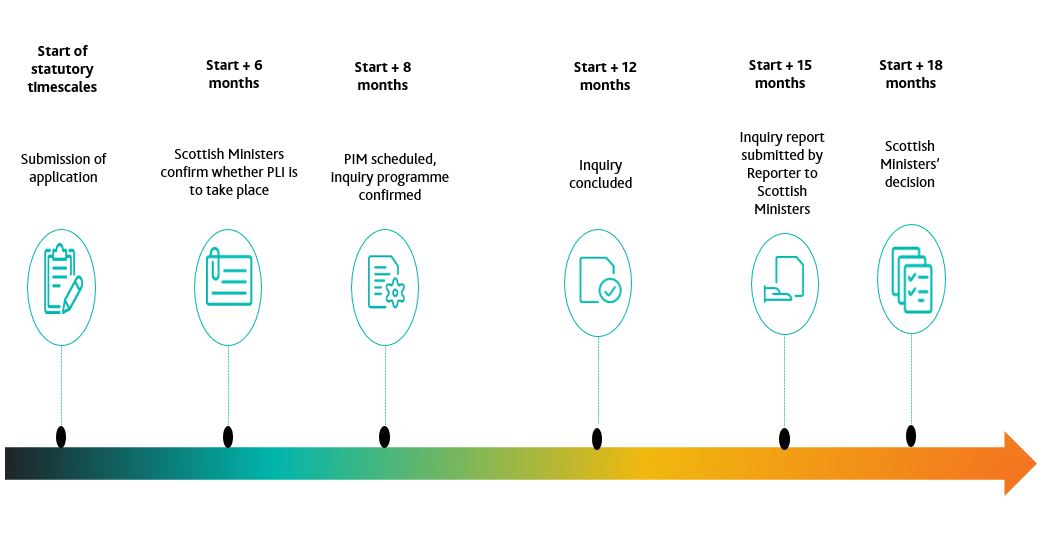 Start of
statutory
timescales
Submission of
application
Start + 6
months
Scottish Ministers
confirm whether PLI is
to take place
Start + 8
months
PIM scheduled,
inquiry programme
confirmed
Start + 12
months
Inquiry
concluded
Start + 15
months
Inquiry report
submitted by
Reporter to
Scottish
Ministers
Start + 18
months
Scottish
Ministers’
decision